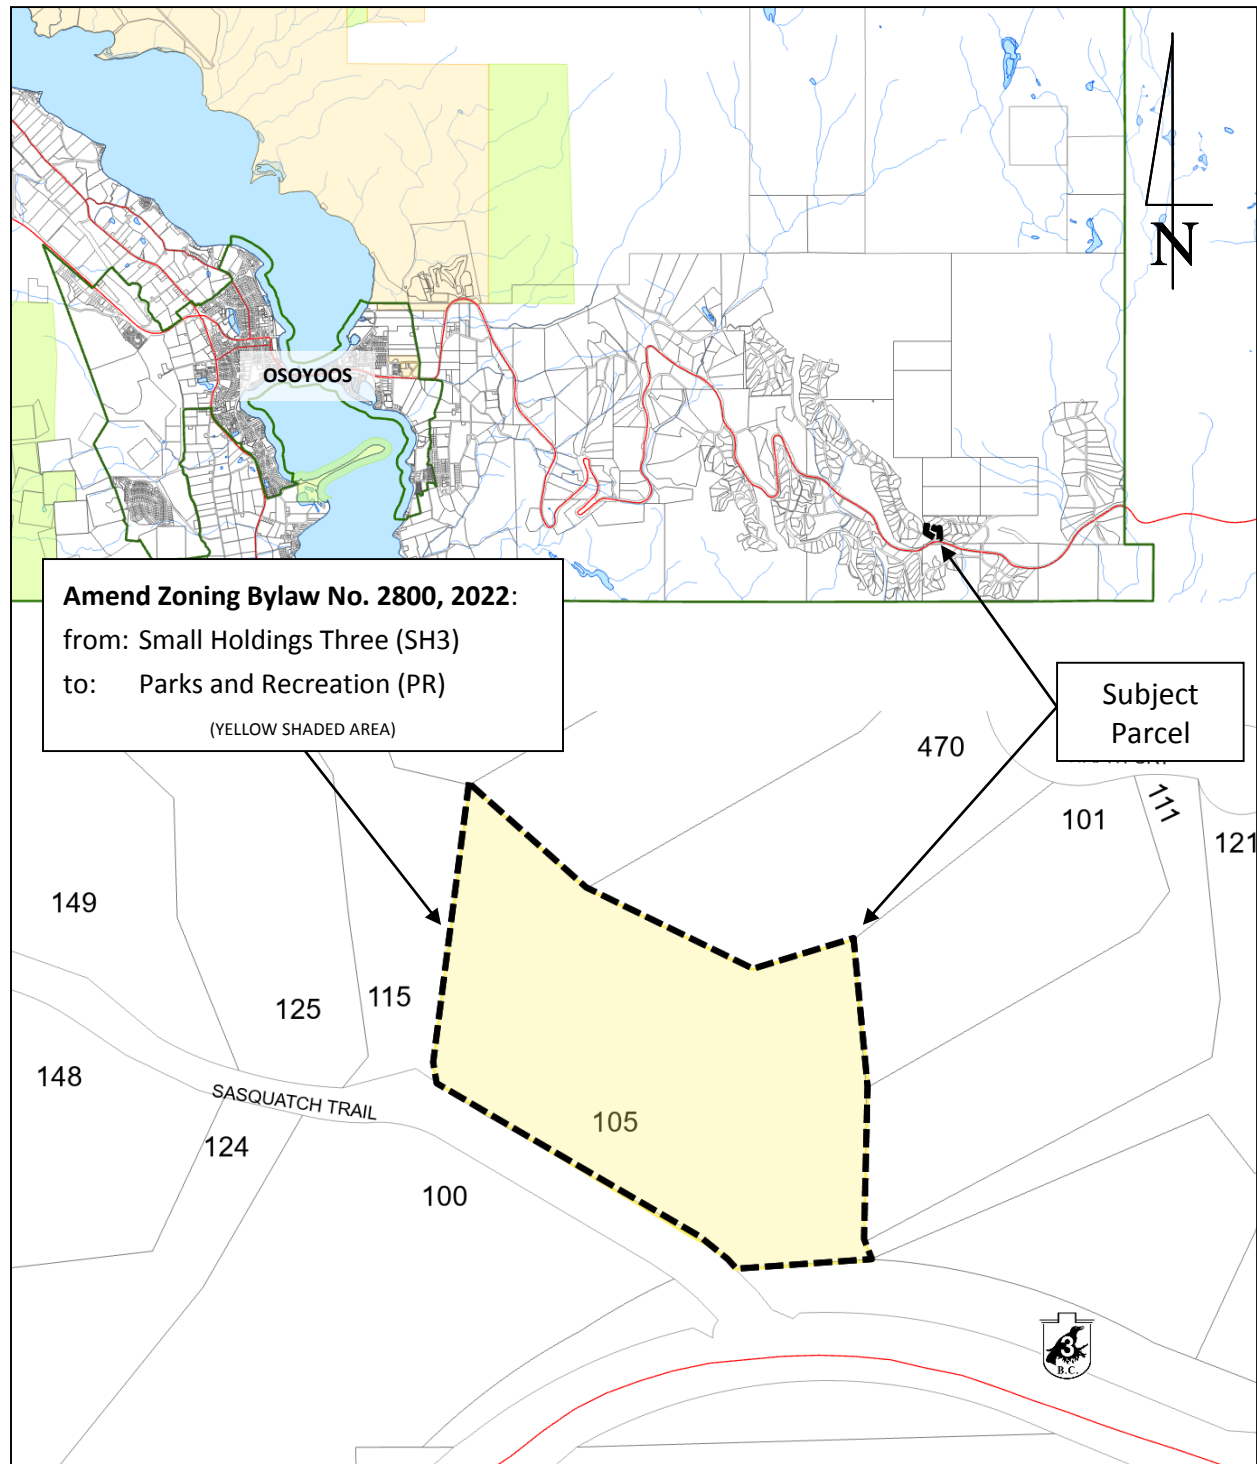 N
OSOYOOS
Amend Zoning Bylaw No. 2800, 2022:
from: Small Holdings Three (SH3)
to: Parks and Recreation (PR)
(YELLOW SHADED AREA)
Subject
Parcel
470
101
111
121
149
125
115
148
SASQUATCH TRAIL
105
124
100
3
B.C.